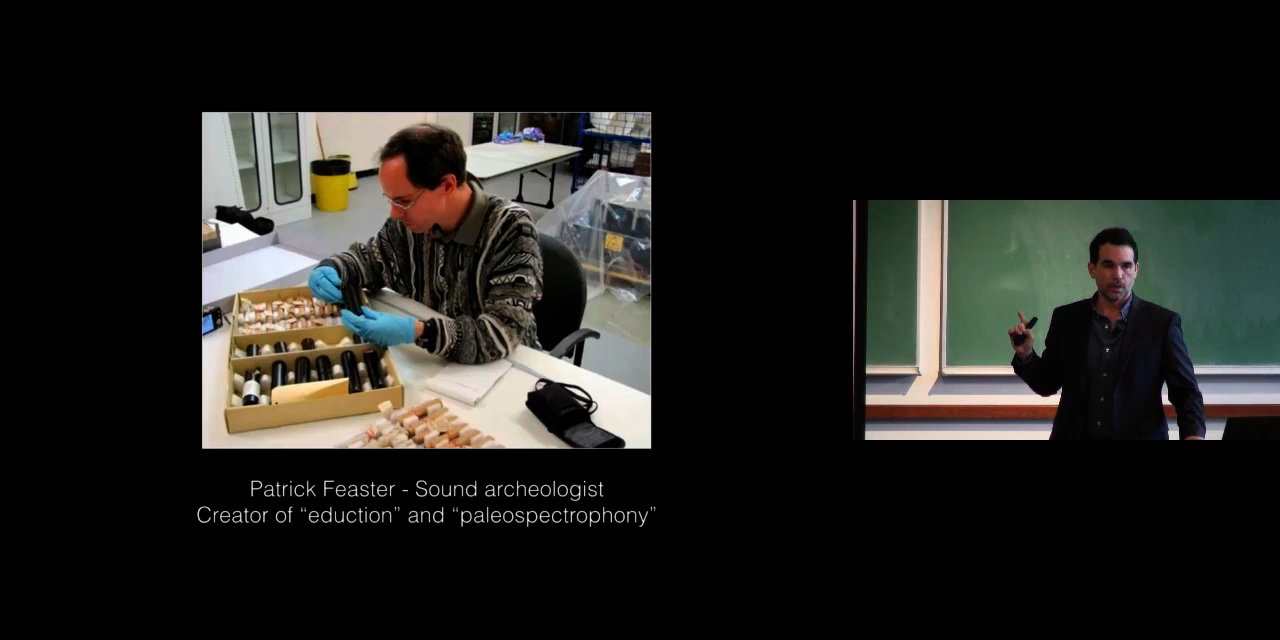 Patrick Feaster - Sound archeologist
Creator of “eduction” and “paleospectrophony”